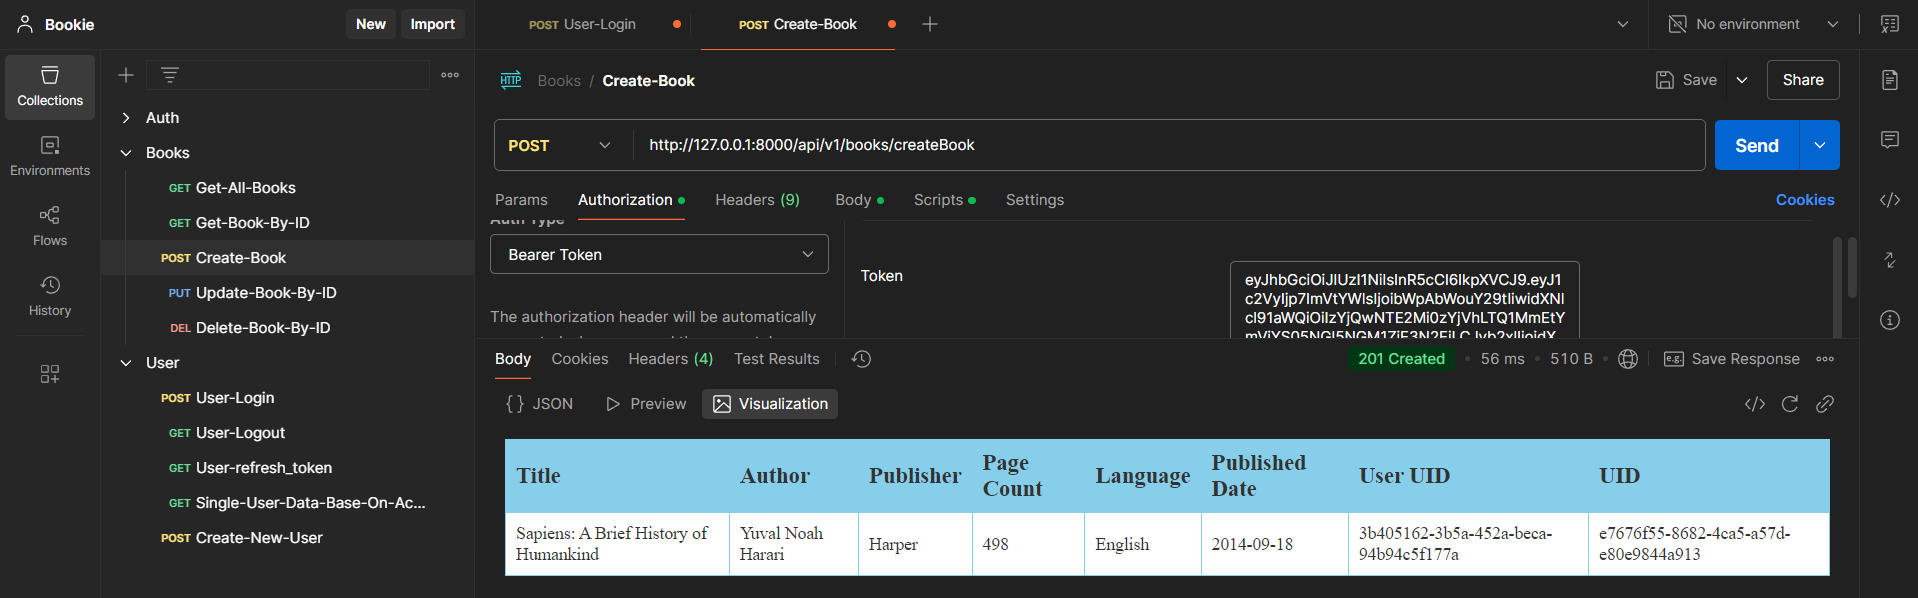 Bookie
New
Import
POST User-Login
POST Create-Book
No environment
Collections
Environments
Flows
History
Auth
Books
GET Get-All-Books
GET Get-Book-By-ID
POST Create-Book
PUT Update-Book-By-ID
DEL Delete-Book-By-ID
User
POST User-Login
GET User-Logout
GET User-refresh_token
GET Single-User-Data-Base-On-Ac...
POST Create-New-User
HTTP Books / Create-Book
Save
Share
POST
http://127.0.0.1:8000/api/v1/books/createBook
Send
Params Authorization Headers (9) Body Scripts Settings Cookies
Auth Type
Bearer Token
The authorization header will be automatically
Token
Body Cookies Headers (4) Test Results
201 Created • 56 ms • 510 B
e.g. Save Response
{} JSON Preview Visualization
Title Author Publisher Page Count Language Published Date User UID UID
Sapiens: A Brief History of Humankind
Yuval Noah Harari
Harper
498
English
2014-09-18
3b405162-3b5a-452a-beca-
94b94c5f177a
e7676f55-8682-4ca5-a57d-
e80e9844a913